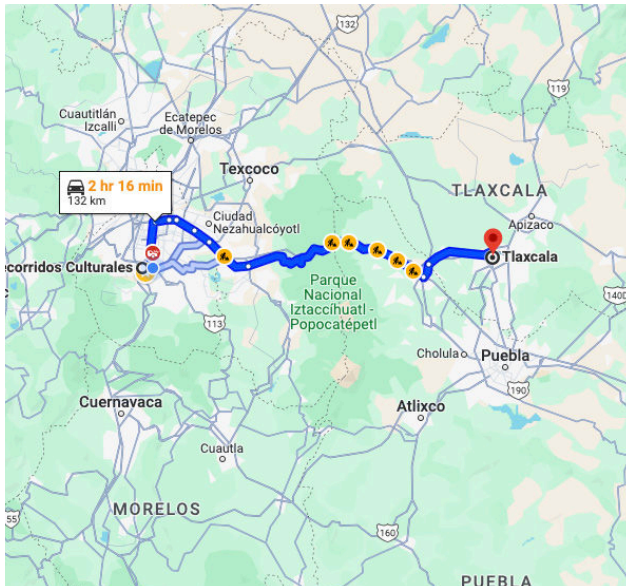 132
Cuautitlán
Izcalli
Ecatepec
de Morelos
119
Texcoco
2 hr 16 min
132 km
TLAXCALA
Ciudad
Nezahualcóyotl
Apizaco
ecorridos Culturales
Tlaxcala
Parque
Nacional
Iztaccíhuatl -
Popocatépetl
1400
113
Cholula
Puebla
190
Cuernavaca
Atlixco
Cuautla
MORELOS
55
160
PUEBLA